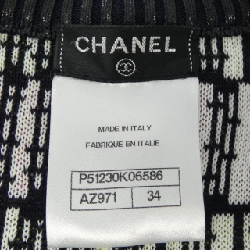 CHANEL
MADE IN ITALY
FABRIQUE EN ITALIE
P51230K06586
AZ971 34